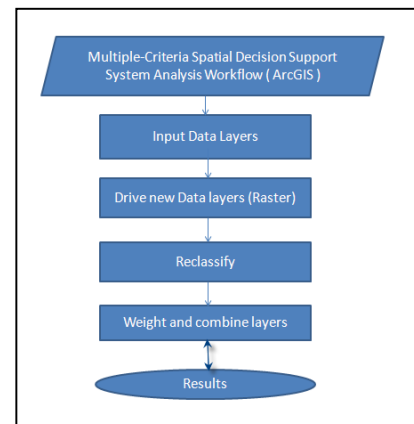 Multiple-Criteria Spatial Decision Support
System Analysis Workflow ( ArcGIS )
Input Data Layers
Drive new Data layers (Raster)
Reclassify
Weight and combine layers
Results